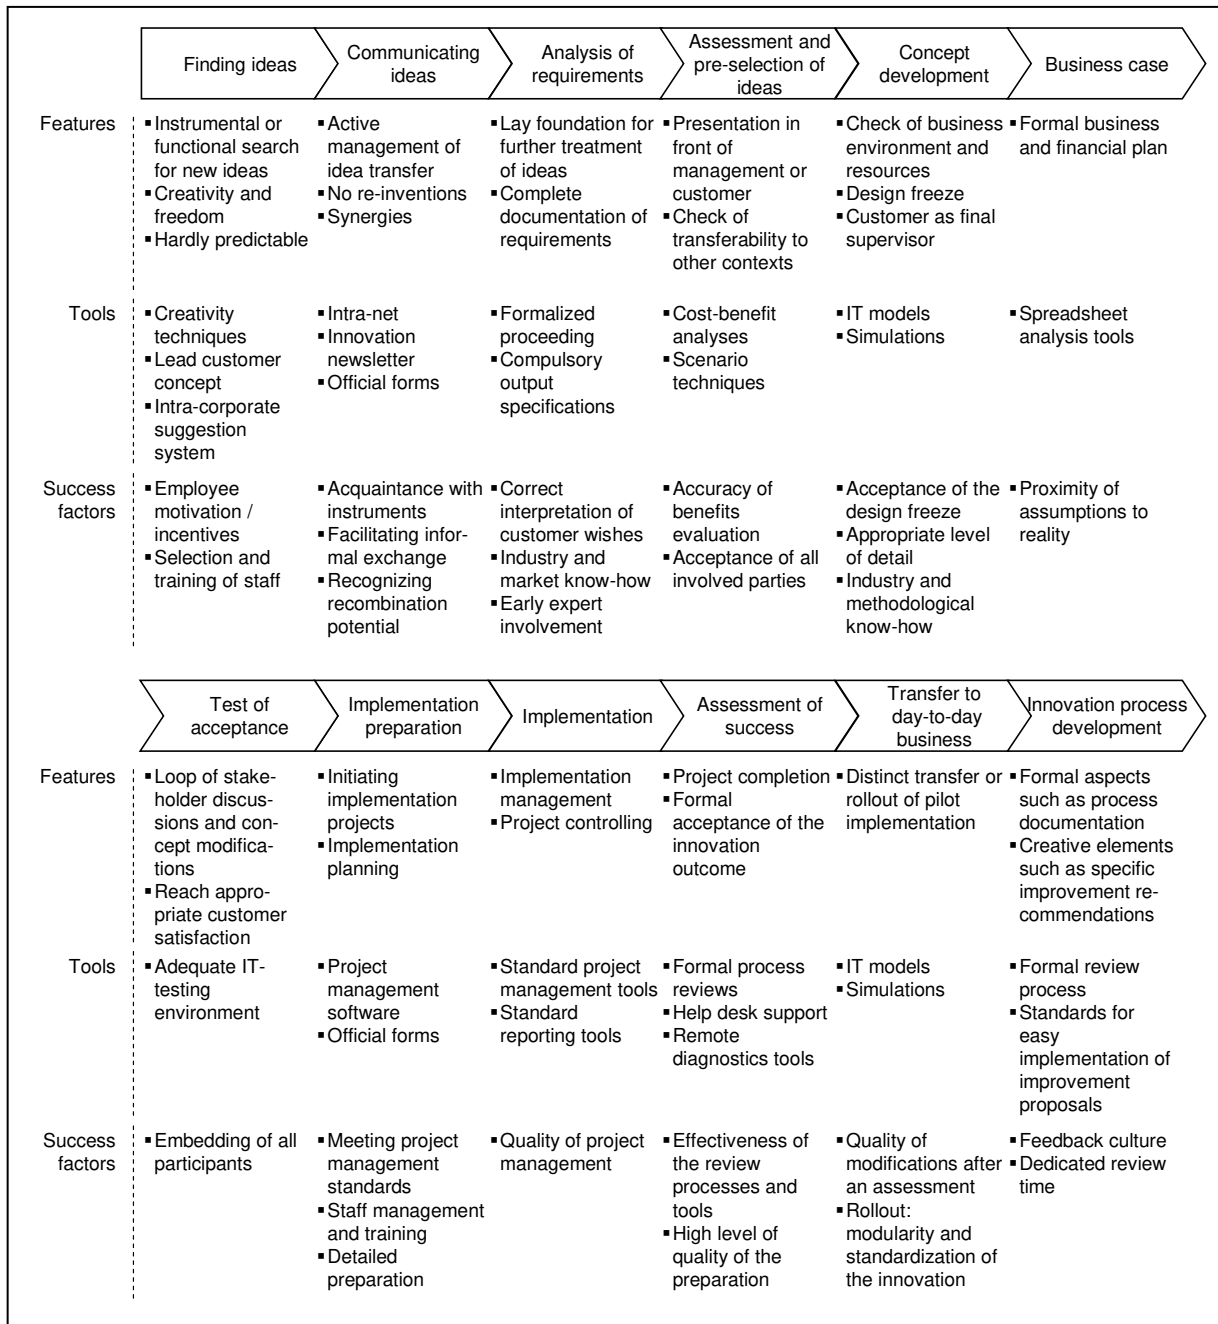 Finding ideas
Communicating
ideas
Analysis of
requirements
Assessment and
pre-selection of
ideas
Concept
development
Business case
Features
▪ Instrumental or
functional search
for new ideas
▪ Creativity and
freedom
▪ Hardly predictable
▪ Active
management of
idea transfer
▪ No re-inventions
▪ Synergies
▪ Lay foundation for
further treatment
of ideas
▪ Complete
documentation of
requirements
▪ Presentation in
front of
management or
customer
▪ Check of
transferability to
other contexts
▪ Check of business
environment and
resources
▪ Design freeze
▪ Customer as final
supervisor
▪ Formal business
and financial plan
Tools
▪ Creativity
techniques
▪ Lead customer
concept
▪ Intra-corporate
suggestion
system
▪ Intra-net
▪ Innovation
newsletter
▪ Official forms
▪ Formalized
proceeding
▪ Compulsory
output
specifications
▪ Cost-benefit
analyses
▪ Scenario
techniques
▪ IT models
▪ Simulations
▪ Spreadsheet
analysis tools
Success
factors
▪ Employee
motivation /
incentives
▪ Selection and
training of staff
▪ Acquaintance with
instruments
▪ Facilitating infor-
mal exchange
▪ Recognizing
recombination
potential
▪ Correct
interpretation of
customer wishes
▪ Industry and
market know-how
▪ Early expert
involvement
▪ Accuracy of
benefits
evaluation
▪ Acceptance of all
involved parties
▪ Acceptance of the
design freeze
▪ Appropriate level
of detail
▪ Industry and
methodological
know-how
▪ Proximity of
assumptions to
reality
Test of
acceptance
Implementation
preparation
Implementation
Assessment of
success
Transfer to
day-to-day
business
Innovation process
development
Features
▪ Loop of stake-
holder discus-
sions and con-
cept modifica-
tions
▪ Reach appro-
priate customer
satisfaction
▪ Initiating
implementation
projects
▪ Implementation
planning
▪ Implementation
management
▪ Project controlling
▪ Project completion
▪ Formal
acceptance of the
innovation
outcome
▪ Distinct transfer or
rollout of pilot
implementation
▪ Formal aspects
such as process
documentation
▪ Creative elements
such as specific
improvement re-
commendations
Tools
▪ Adequate IT-
testing
environment
▪ Project
management
software
▪ Official forms
▪ Standard project
management tools
▪ Standard
reporting tools
▪ Formal process
reviews
▪ Help desk support
▪ Remote
diagnostics tools
▪ IT models
▪ Simulations
▪ Formal review
process
▪ Standards for
easy
implementation of
improvement
proposals
Success
factors
▪ Embedding of all
participants
▪ Meeting project
management
standards
▪ Staff management
and training
▪ Detailed
preparation
▪ Quality of project
management
▪ Effectiveness of
the review
processes and
tools
▪ High level of
quality of the
preparation
▪ Quality of
modifications after
an assessment
▪ Rollout:
modularity and
standardization of
the innovation
▪ Feedback culture
▪ Dedicated review
time